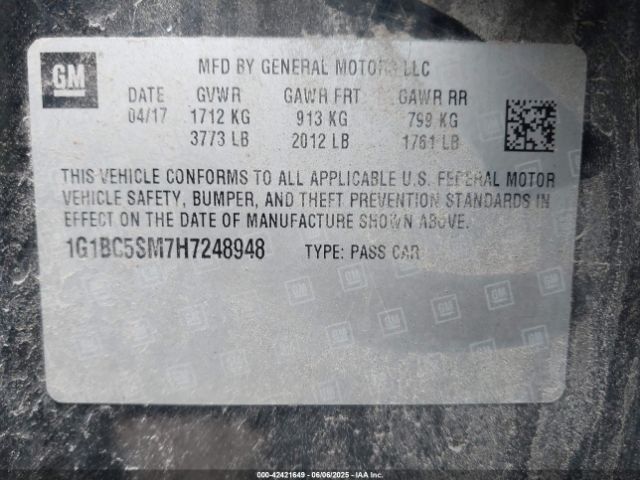 GM
MFD BY GENERAL MOTORS LLC
DATE GVWR GAWR FRT GAWR RR
04/17 1712 KG 913 KG 799 KG
3773 LB 2012 LB 1761 LB
THIS VEHICLE CONFORMS TO ALL APPLICABLE U.S. FEDERAL MOTOR
VEHICLE SAFETY, BUMPER, AND THEFT PREVENTION STANDARDS IN
EFFECT ON THE DATE OF MANUFACTURE SHOWN ABOVE.
1G1BC5SM7H7248948 TYPE: PASS CAR
000-42421649 - 06/06/2025 - IAA Inc.